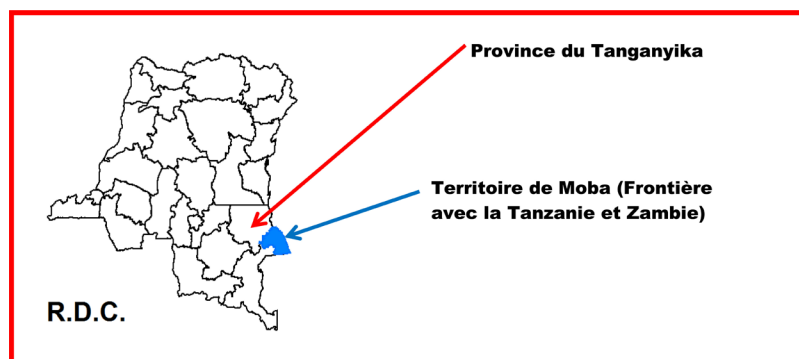 Province du Tanganyika
Territoire de Moba (Frontière
avec la Tanzanie et Zambie)
R.D.C.